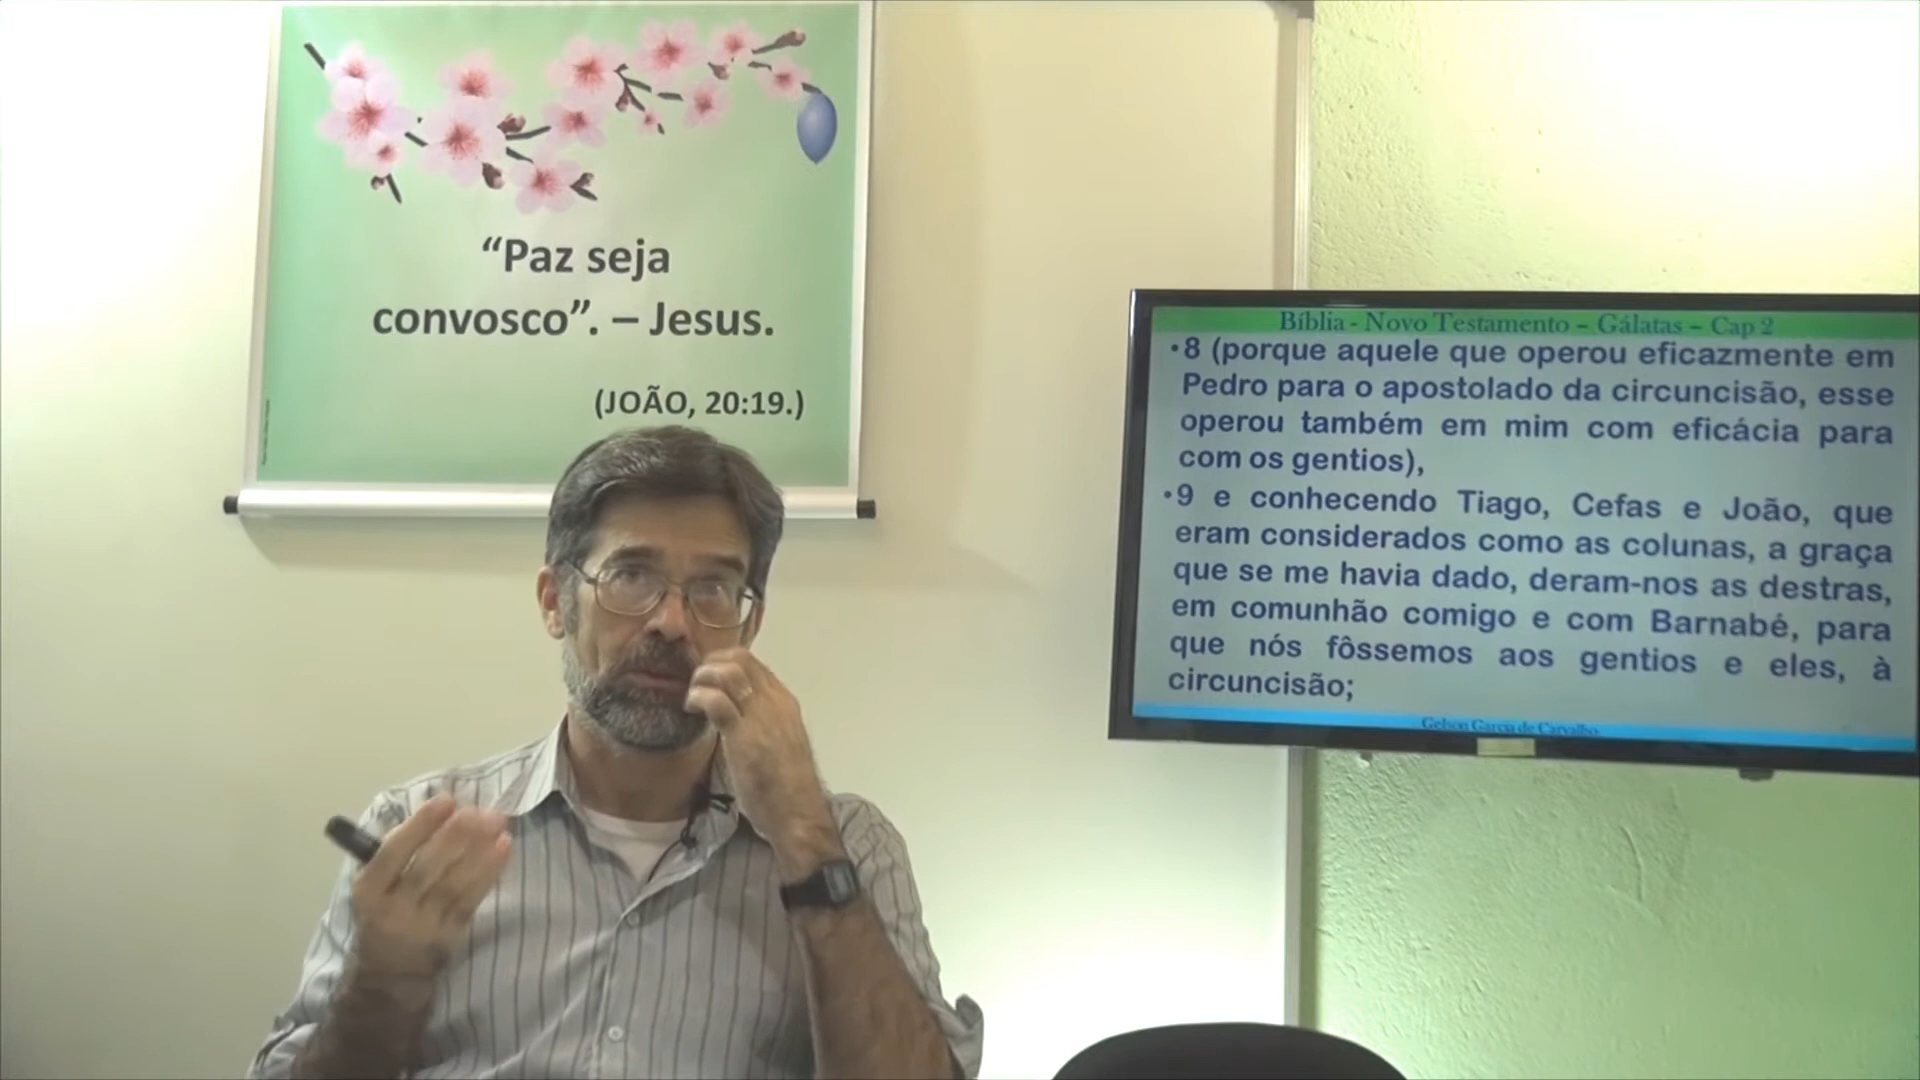 “Paz seja
convosco”. – Jesus.
(JOÃO, 20:19.)
Bíblia - Novo Testamento – Gálatas – Cap 2
•8 (porque aquele que operou eficazmente em
Pedro para o apostolado da circuncisão, esse
operou também em mim com eficácia para
com os gentios),
•9 e conhecendo Tiago, Cefas e João, que
eram considerados como as colunas, a graça
que se me havia dado, deram-nos as destras,
em comunhão comigo e com Barnabé, para
que nós fôssemos aos gentios e eles, à
circuncisão;
Gelson Garcia de Carvalho